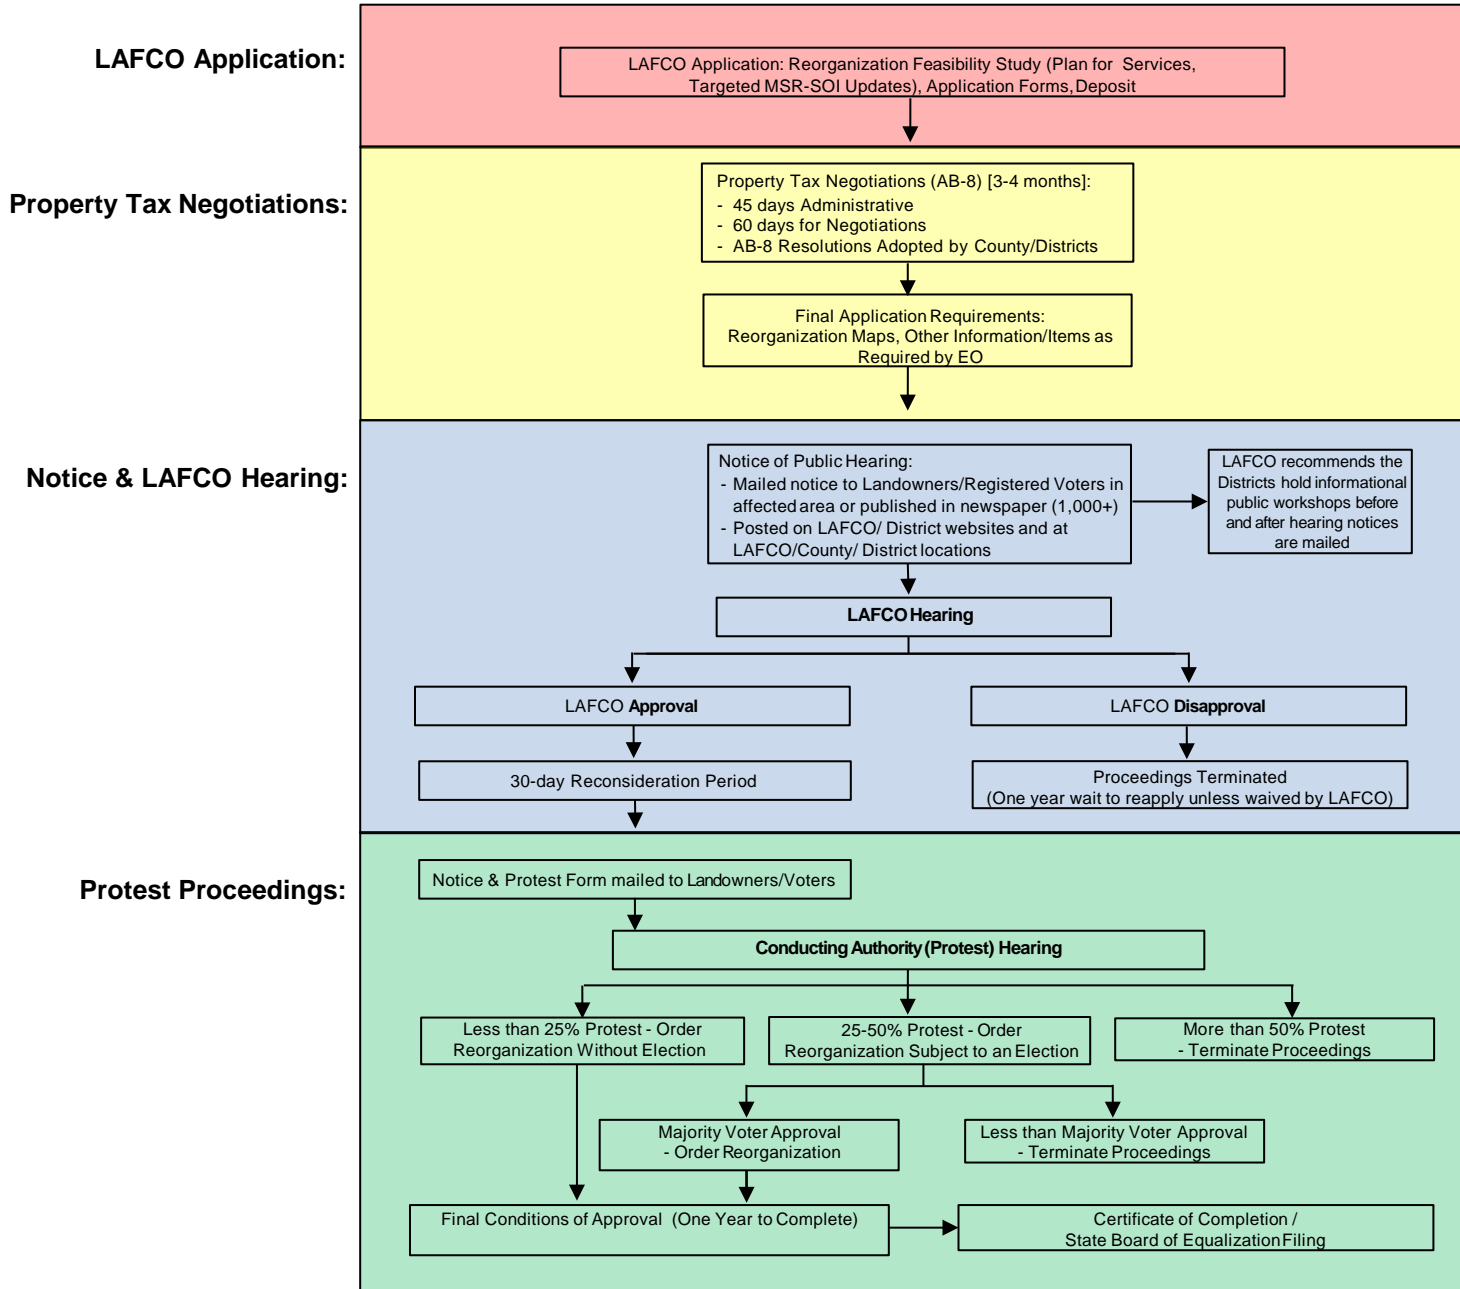 LAFCO Application:
LAFCO Application: Reorganization Feasibility Study (Plan for Services,
Targeted MSR-SOI Updates), Application Forms, Deposit
Property Tax Negotiations:
Property Tax Negotiations (AB-8) [3-4 months]:
- 45 days Administrative
- 60 days for Negotiations
- AB-8 Resolutions Adopted by County/Districts
Final Application Requirements:
Reorganization Maps, Other Information/Items as
Required by EO
Notice & LAFCO Hearing:
Notice of Public Hearing:
- Mailed notice to Landowners/Registered Voters in
affected area or published in newspaper (1,000+)
- Posted on LAFCO/ District websites and at
LAFCO/County/ District locations
LAFCO recommends the
Districts hold informational
public workshops before
and after hearing notices
are mailed
LAFCO Hearing
LAFCO Approval
LAFCO Disapproval
30-day Reconsideration Period
Proceedings Terminated
(One year wait to reapply unless waived by LAFCO)
Protest Proceedings:
Notice & Protest Form mailed to Landowners/Voters
Conducting Authority (Protest) Hearing
Less than 25% Protest - Order
Reorganization Without Election
25-50% Protest - Order
Reorganization Subject to an Election
More than 50% Protest
- Terminate Proceedings
Majority Voter Approval
- Order Reorganization
Less than Majority Voter Approval
- Terminate Proceedings
Final Conditions of Approval (One Year to Complete)
Certificate of Completion /
State Board of Equalization Filing